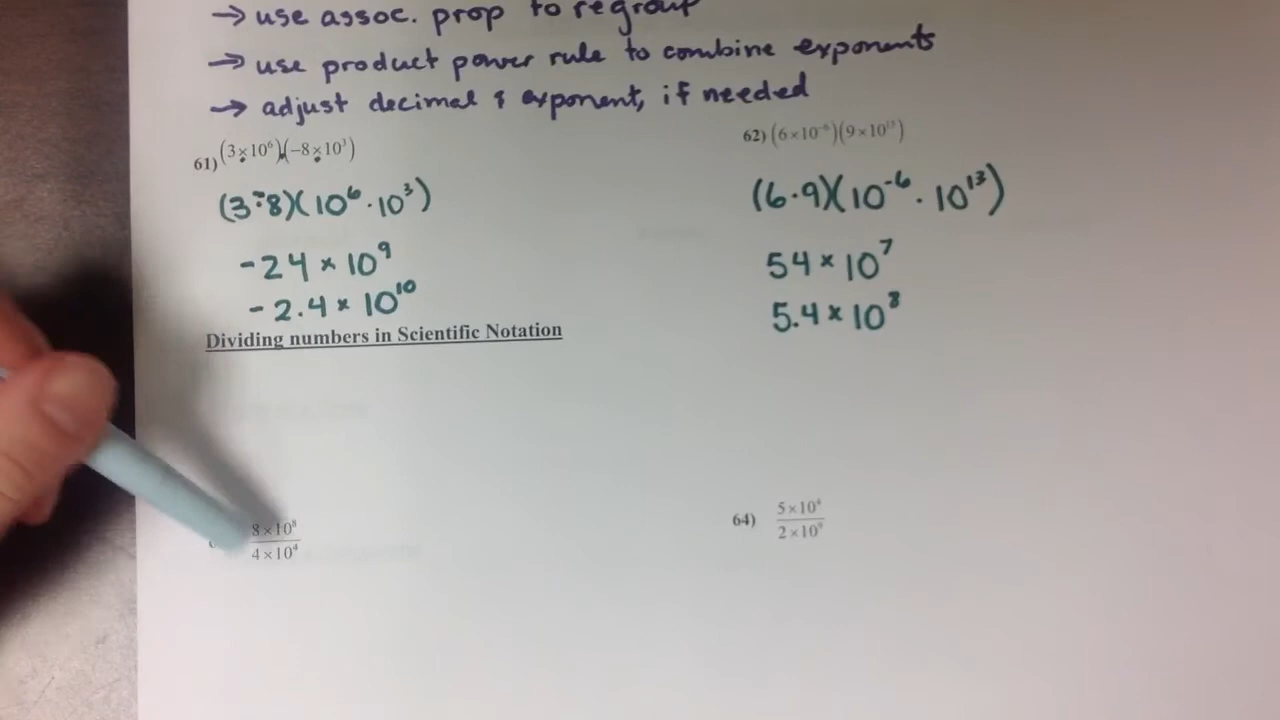 → use assoc. prop to regroup
→ use product power rule to combine exponents
→ adjust decimal & exponent, if needed
61) (3×10⁶)(−8×10³)
(3·-8)(10⁶·10³)
-24 × 10⁹
-2.4 × 10¹⁰
62) (6×10⁻⁶)(9×10¹³)
(6·9)(10⁻⁶·10¹³)
54 × 10⁷
5.4 × 10⁸
Dividing numbers in Scientific Notation
8×10⁸
4×10⁴
64) 5×10⁴
2×10⁹